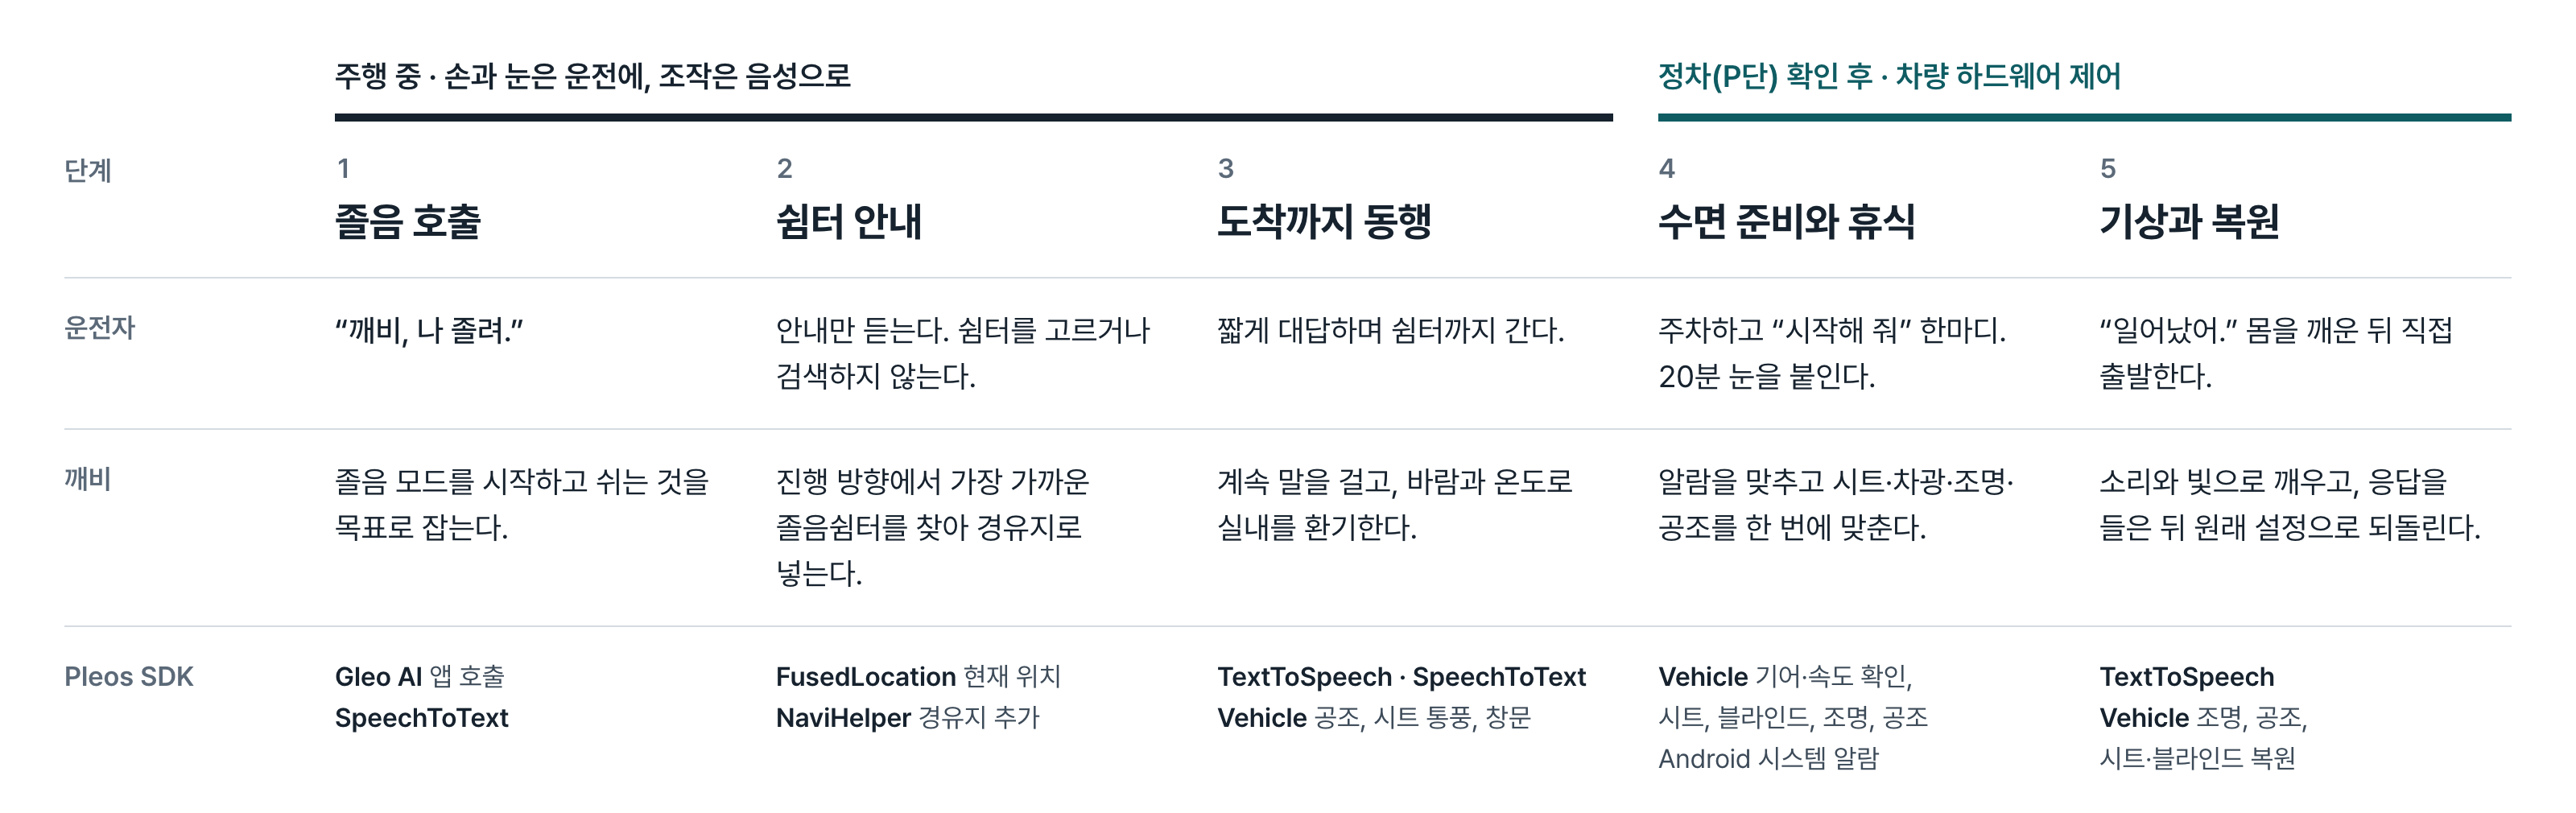 주행 중 · 손과 눈은 운전에, 조작은 음성으로
정차(P단) 확인 후 · 차량 하드웨어 제어
단계
1
졸음 호출
2
쉼터 안내
3
도착까지 동행
4
수면 준비와 휴식
5
기상과 복원
운전자
“깨비, 나 졸려.”
안내만 듣는다. 쉼터를 고르거나
검색하지 않는다.
짧게 대답하며 쉼터까지 간다.
주차하고 “시작해 줘” 한마디.
20분 눈을 붙인다.
“일어났어.” 몸을 깨운 뒤 직접
출발한다.
깨비
졸음 모드를 시작하고 쉬는 것을
목표로 잡는다.
진행 방향에서 가장 가까운
졸음쉼터를 찾아 경유지로
넣는다.
계속 말을 걸고, 바람과 온도로
실내를 환기한다.
알람을 맞추고 시트·차광·조명·
공조를 한 번에 맞춘다.
소리와 빛으로 깨우고, 응답을
들은 뒤 원래 설정으로 되돌린다.
Pleos SDK
Gleo AI 앱 호출
SpeechToText
FusedLocation 현재 위치
NaviHelper 경유지 추가
TextToSpeech · SpeechToText
Vehicle 공조, 시트 통풍, 창문
Vehicle 기어·속도 확인,
시트, 블라인드, 조명, 공조
Android 시스템 알람
TextToSpeech
Vehicle 조명, 공조,
시트·블라인드 복원